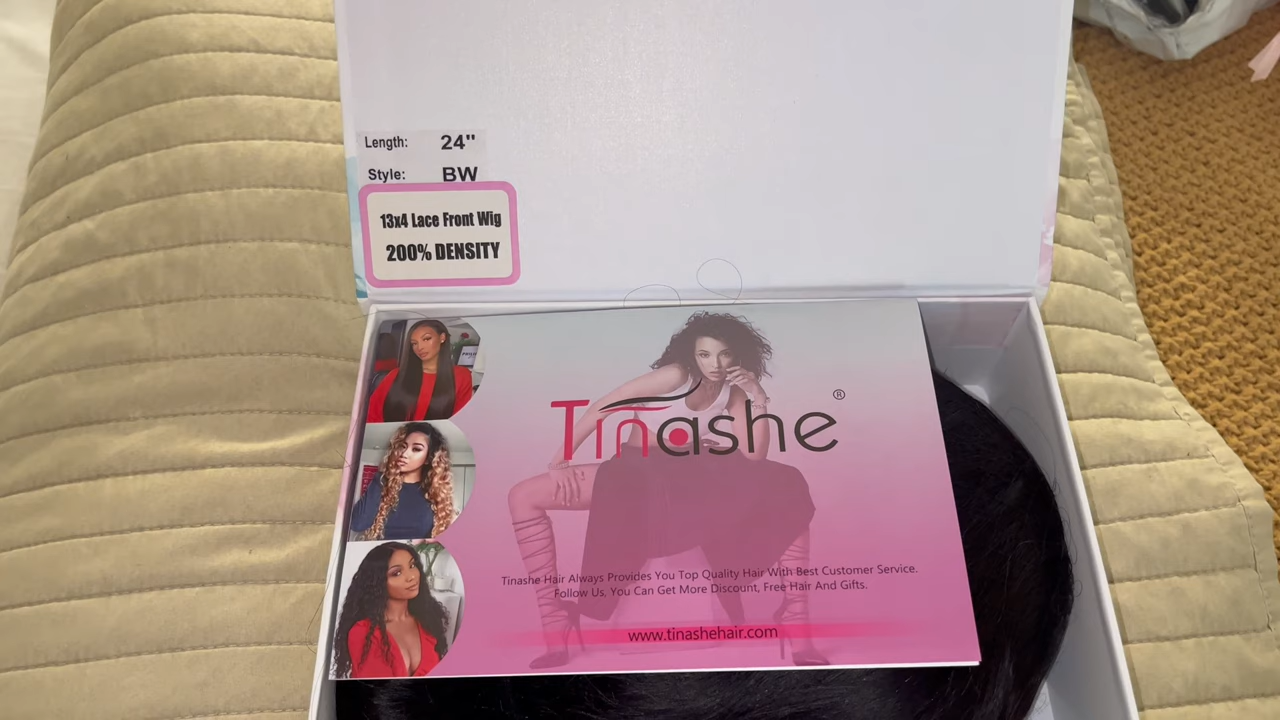 Length: 24"
Style: BW
13x4 Lace Front Wig
200% DENSITY
Tinashe®
Tinashe Hair Always Provides You Top Quality Hair With Best Customer Service.
Follow Us, You Can Get More Discount, Free Hair And Gifts.
www.tinashehair.com